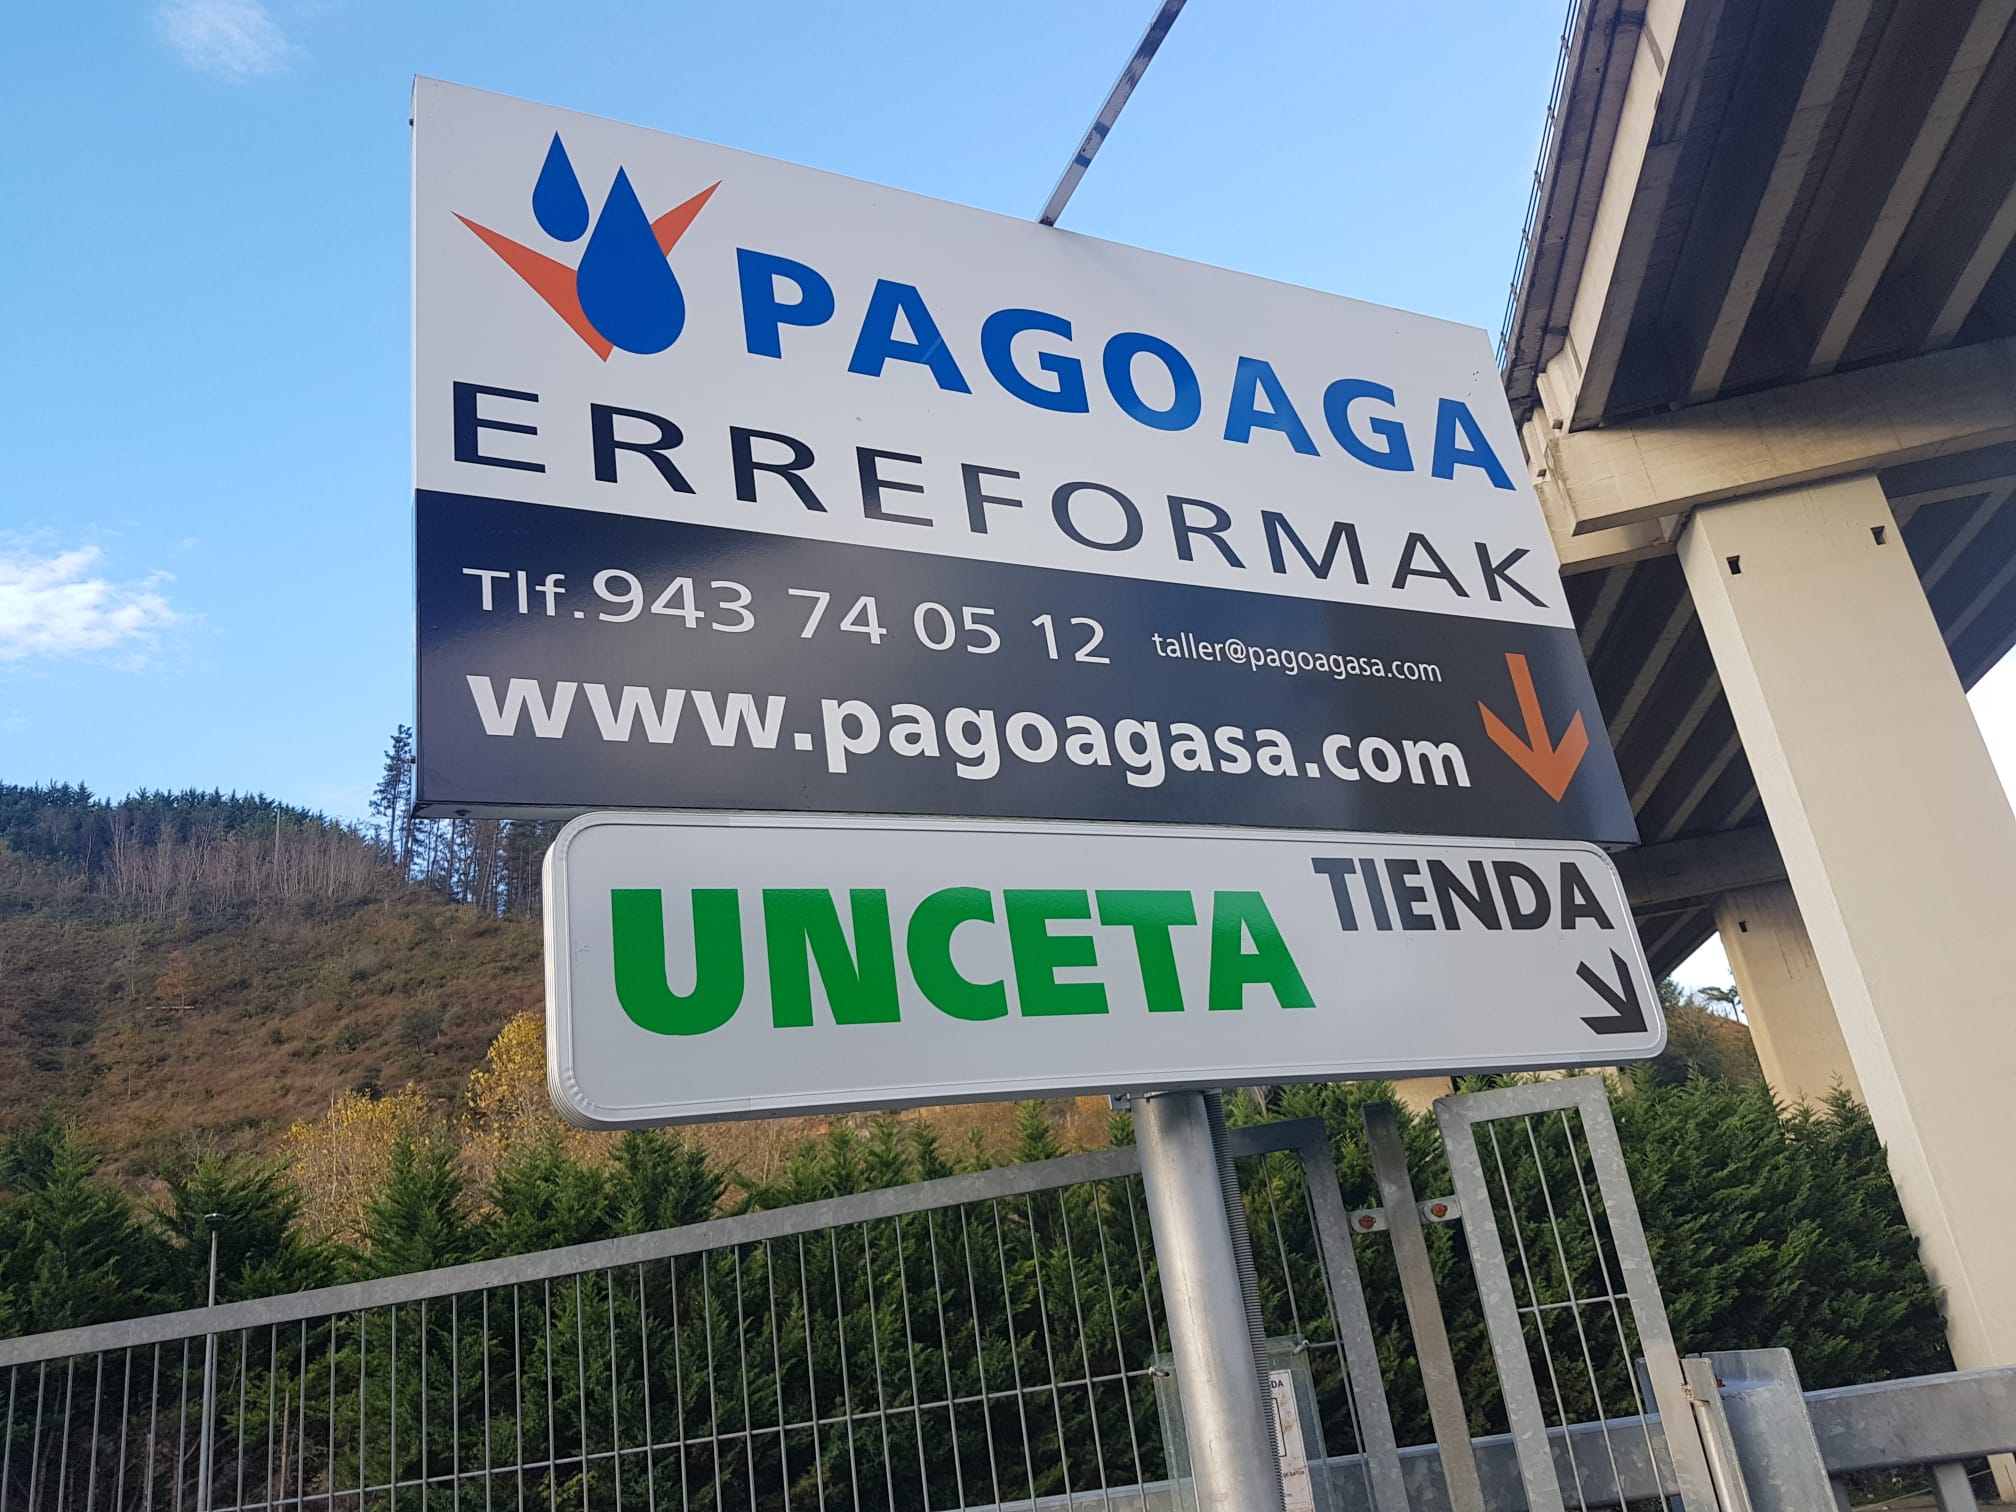 PAGOAGA
ERREFORMAK
Tlf.943 74 05 12 taller@pagoagasa.com
www.pagoagasa.com
UNCETA TIENDA